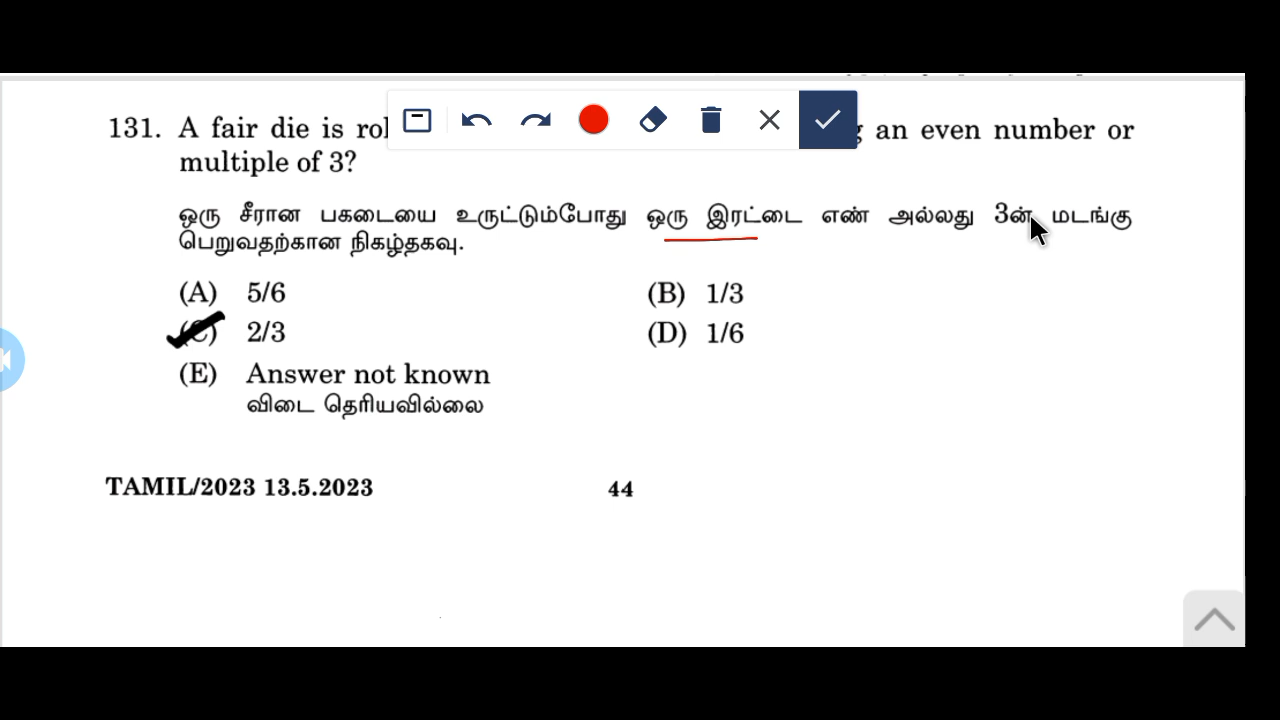 131. A fair die is rol an even number or
multiple of 3?
ஒரு சீரான பகடையை உருட்டும்போது ஒரு இரட்டை எண் அல்லது 3ன் மடங்கு
பெறுவதற்கான நிகழ்தகவு.
(A) 5/6 (B) 1/3
(C) 2/3 (D) 1/6
(E) Answer not known
விடை தெரியவில்லை
TAMIL/2023 13.5.2023 44